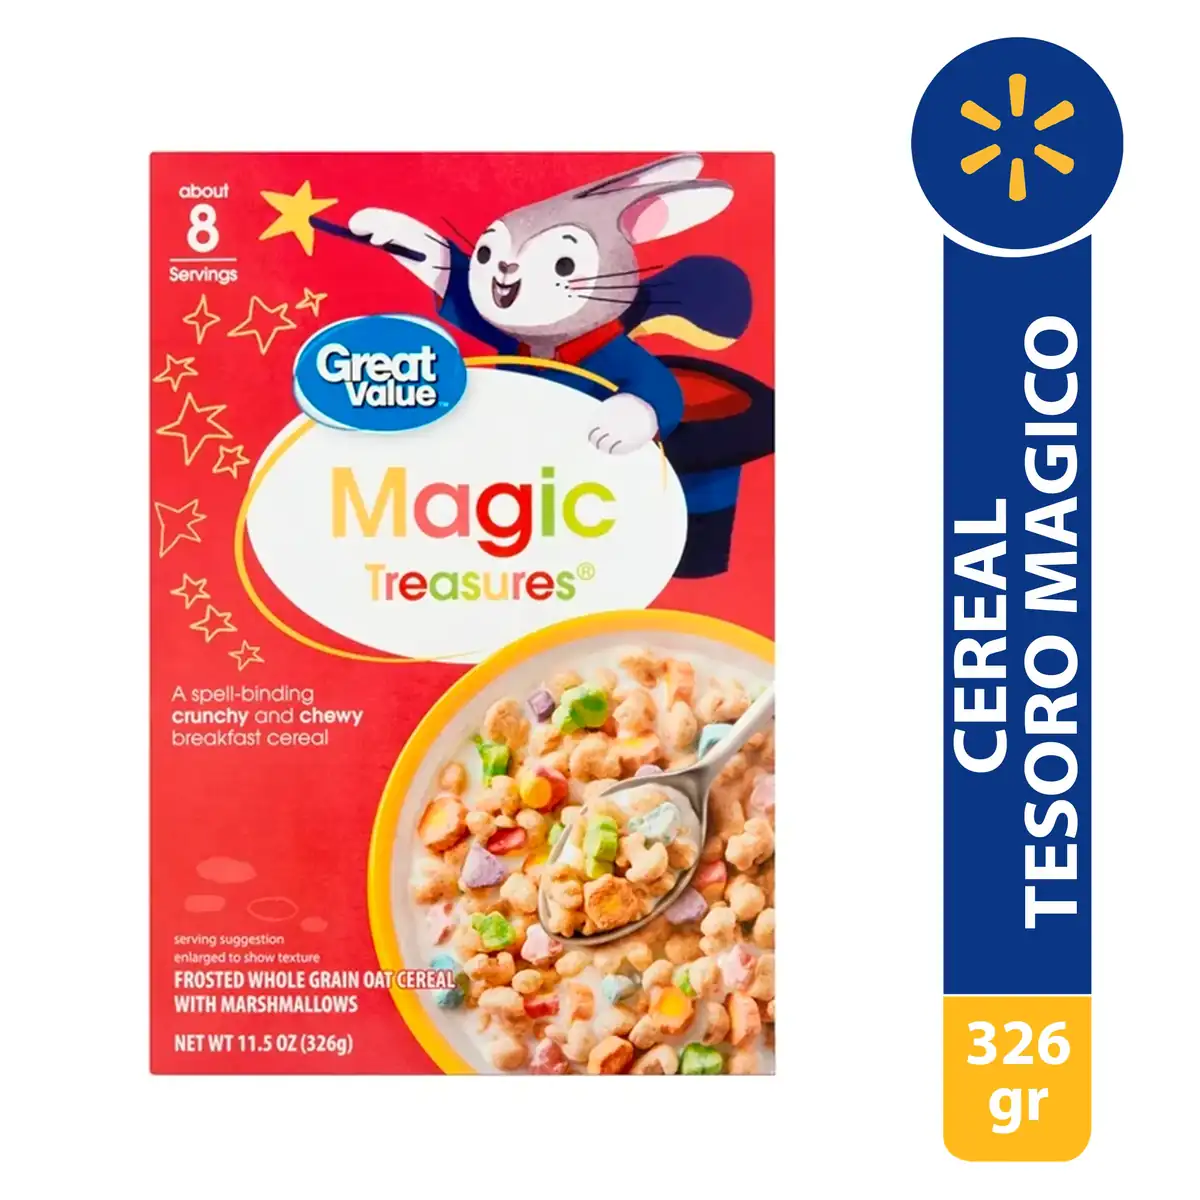 about
8
Servings
Great
Value™
Magic
Treasures®
A spell-binding
crunchy and chewy
breakfast cereal
serving suggestion
enlarged to show texture
FROSTED WHOLE GRAIN OAT CEREAL
WITH MARSHMALLOWS
NET WT 11.5 OZ (326g)
CEREAL
TESORO MAGICO
326
gr